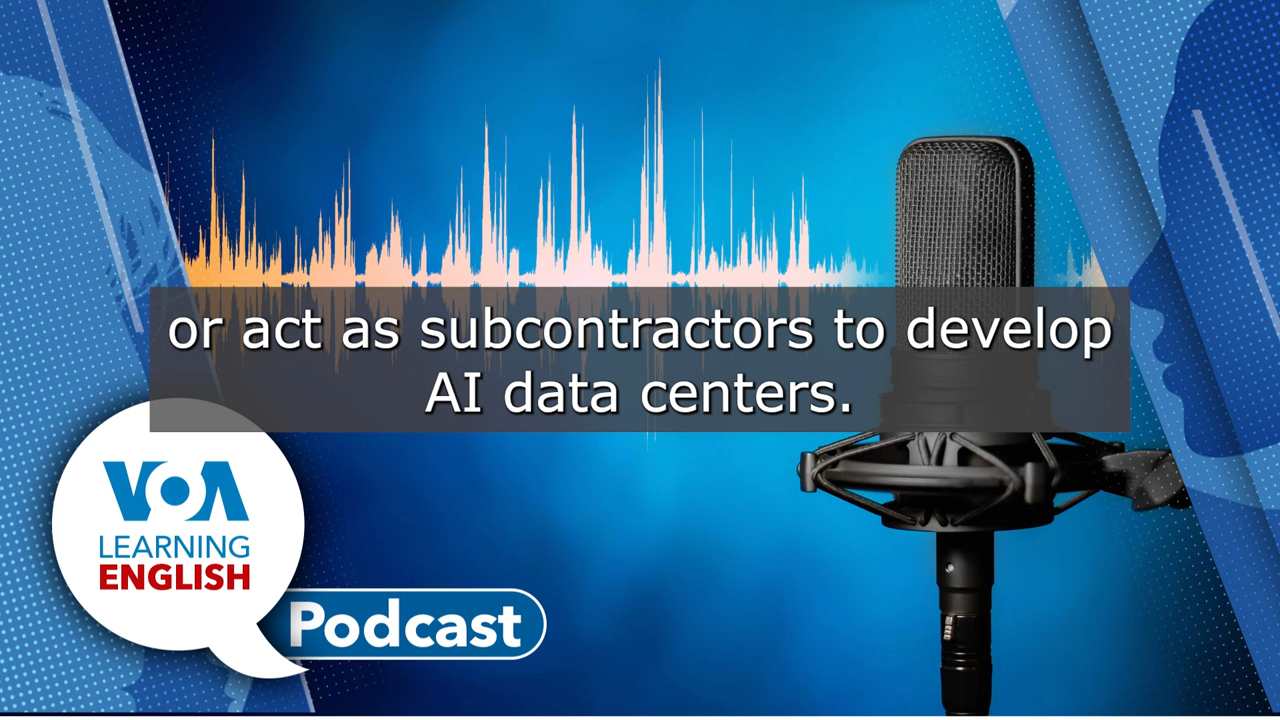 or act as subcontractors to develop
AI data centers.
VOA
LEARNING
ENGLISH
Podcast